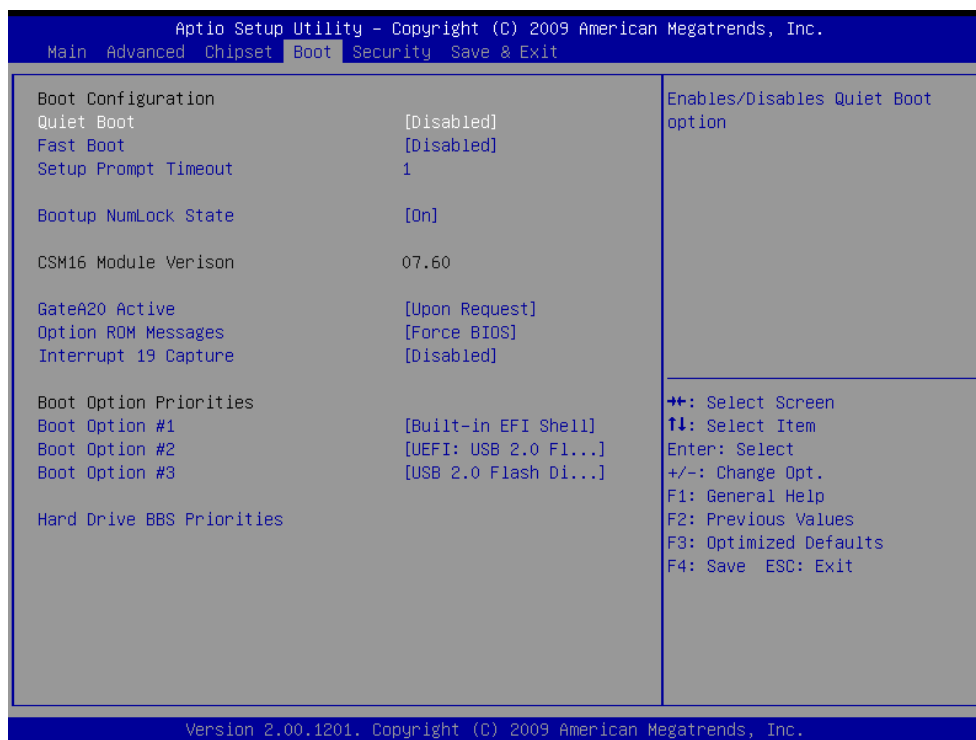 Aptio Setup Utility – Copyright (C) 2009 American Megatrends, Inc.
Main Advanced Chipset Boot Security Save & Exit
Boot Configuration
Quiet Boot [Disabled]
Fast Boot [Disabled]
Setup Prompt Timeout 1
Bootup NumLock State [On]
CSM16 Module Verison 07.60
GateA20 Active [Upon Request]
Option ROM Messages [Force BIOS]
Interrupt 19 Capture [Disabled]
Boot Option Priorities
Boot Option #1 [Built-in EFI Shell]
Boot Option #2 [UEFI: USB 2.0 Fl...]
Boot Option #3 [USB 2.0 Flash Di...]
Hard Drive BBS Priorities
Enables/Disables Quiet Boot
option
→←: Select Screen
↑↓: Select Item
Enter: Select
+/-: Change Opt.
F1: General Help
F2: Previous Values
F3: Optimized Defaults
F4: Save ESC: Exit
Version 2.00.1201. Copyright (C) 2009 American Megatrends, Inc.